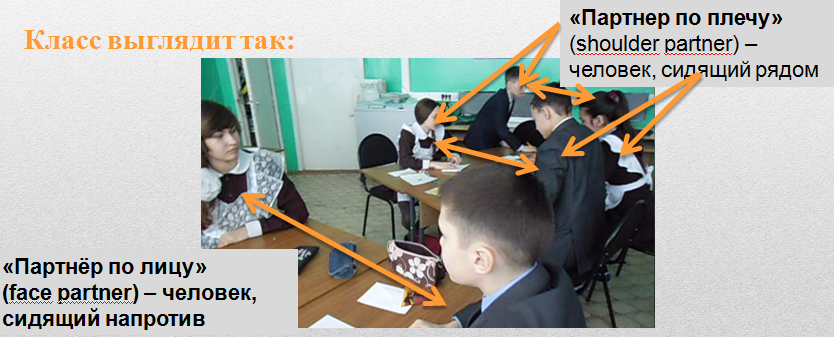 Класс выглядит так:
«Партнер по плечу»
(shoulder partner) –
человек, сидящий рядом
«Партнёр по лицу»
(face partner) – человек,
сидящий напротив